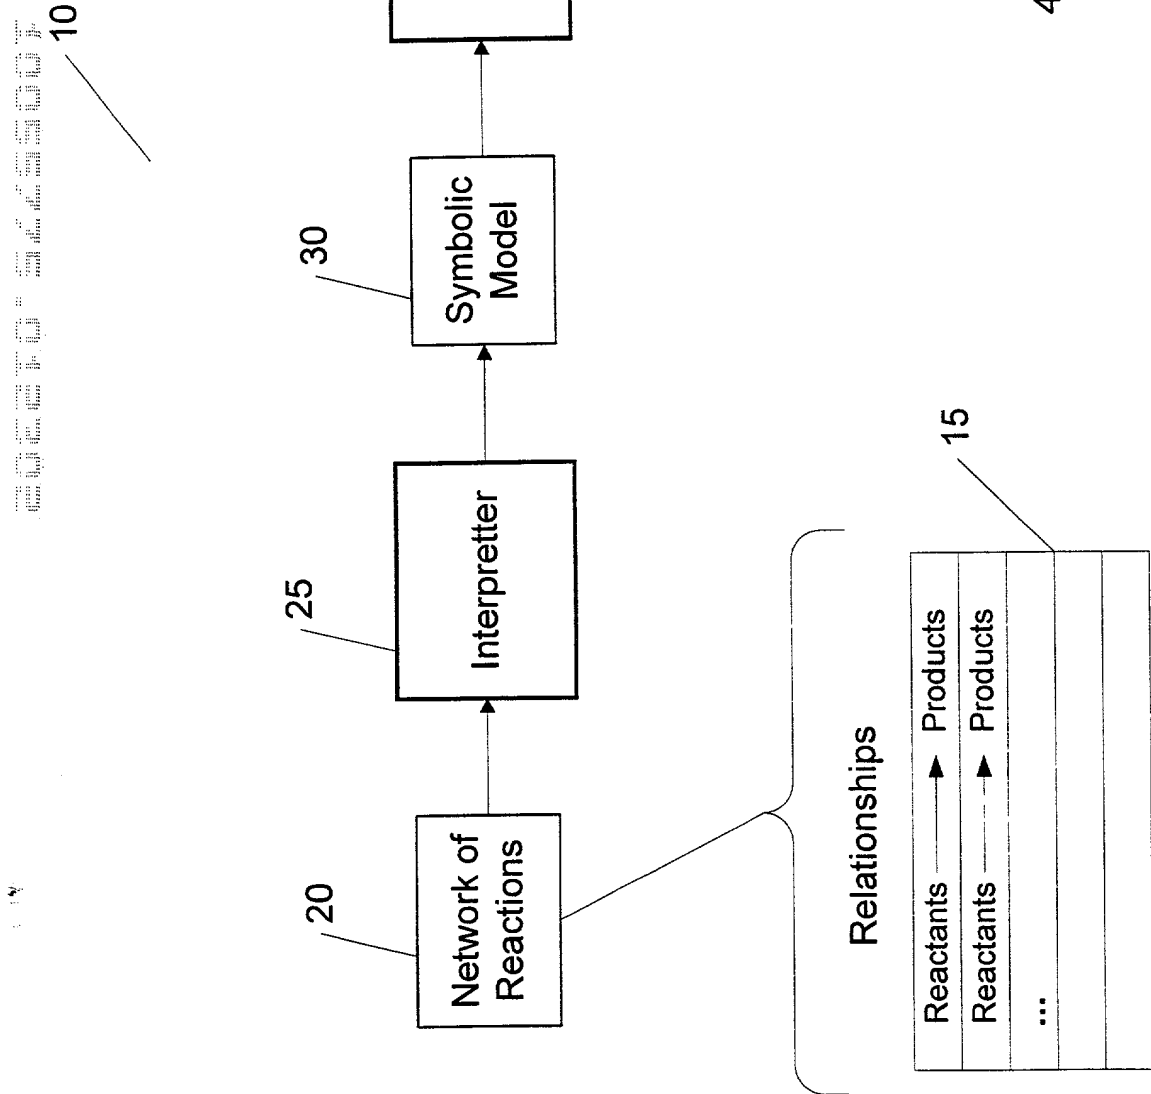 10
20
Network of
Reactions
25
Interpretter
30
Symbolic
Model
Relationships
15
Reactants Products
Reactants Products
...